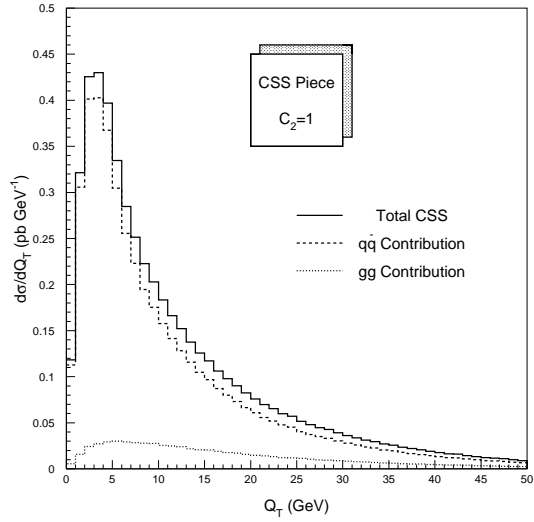 0.5
0.45
0.4
0.35
0.3
0.25
0.2
0.15
0.1
0.05
0
dσ/dQ_T (pb GeV⁻¹)
CSS Piece
C₂=1
Total CSS
qq̄ Contribution
gg Contribution
0 5 10 15 20 25 30 35 40 45 50
Q_T (GeV)